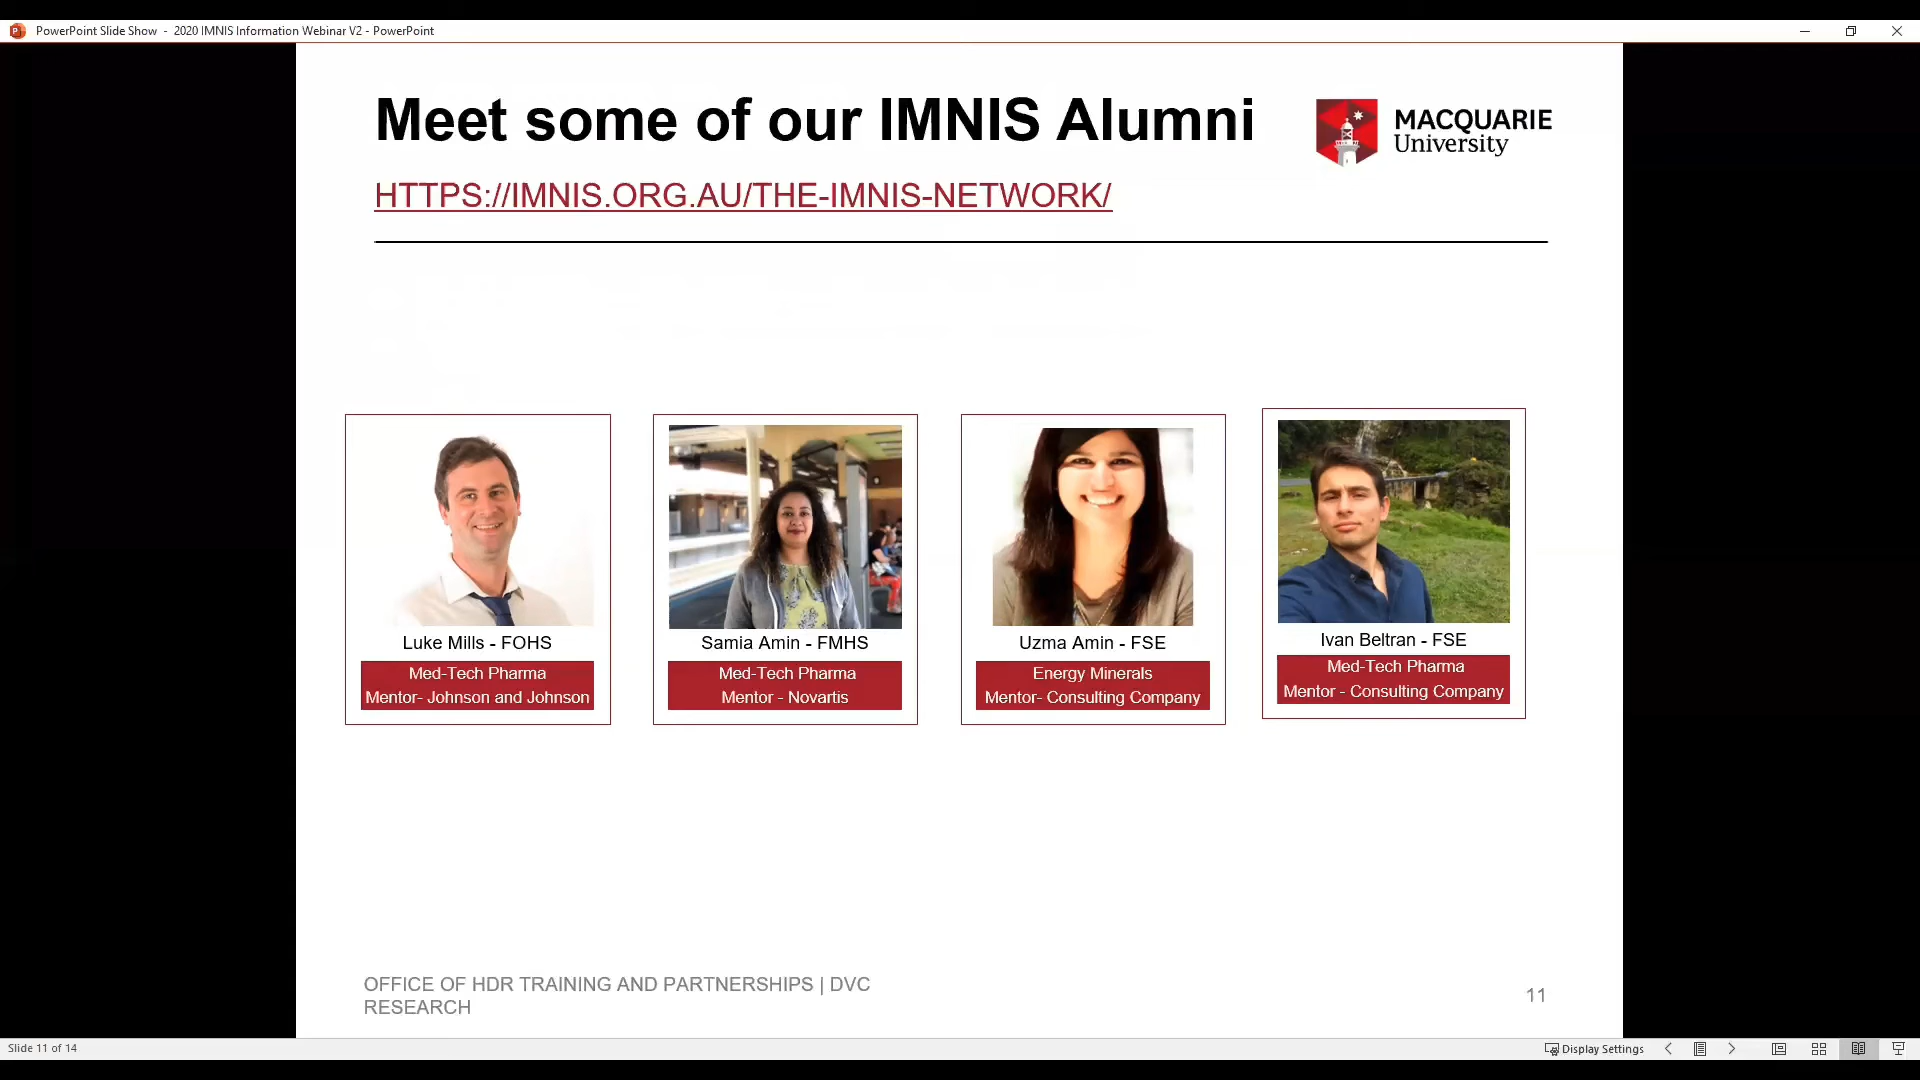 PowerPoint Slide Show - 2020 IMNIS Information Webinar V2 - PowerPoint
Meet some of our IMNIS Alumni
MACQUARIE
University
HTTPS://IMNIS.ORG.AU/THE-IMNIS-NETWORK/
Luke Mills - FOHS
Med-Tech Pharma
Mentor- Johnson and Johnson
Samia Amin - FMHS
Med-Tech Pharma
Mentor - Novartis
Uzma Amin - FSE
Energy Minerals
Mentor- Consulting Company
Ivan Beltran - FSE
Med-Tech Pharma
Mentor - Consulting Company
OFFICE OF HDR TRAINING AND PARTNERSHIPS | DVC
RESEARCH
11
Slide 11 of 14
Display Settings